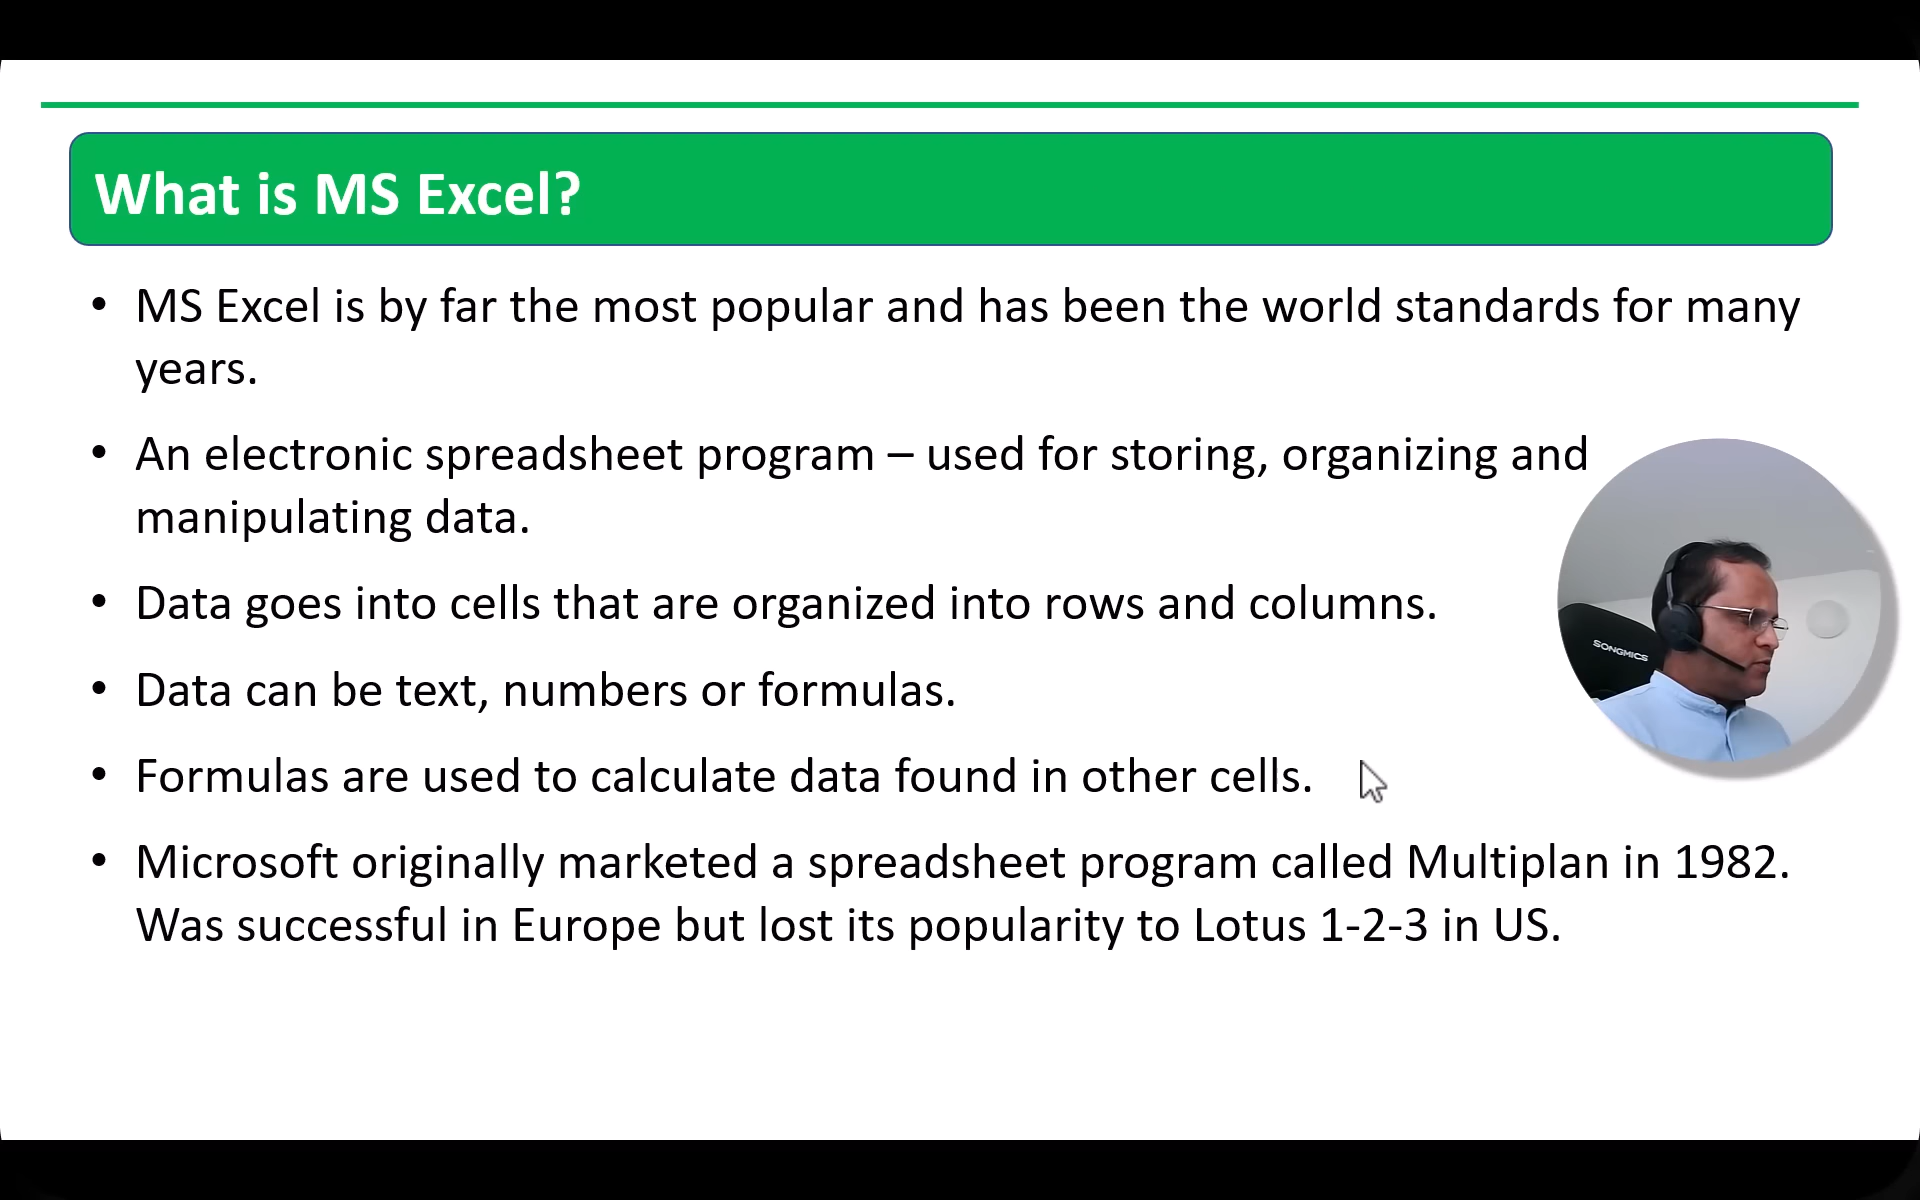 What is MS Excel?
• MS Excel is by far the most popular and has been the world standards for many
years.
• An electronic spreadsheet program – used for storing, organizing and
manipulating data.
• Data goes into cells that are organized into rows and columns.
• Data can be text, numbers or formulas.
• Formulas are used to calculate data found in other cells.
• Microsoft originally marketed a spreadsheet program called Multiplan in 1982.
Was successful in Europe but lost its popularity to Lotus 1-2-3 in US.
SONGMICS